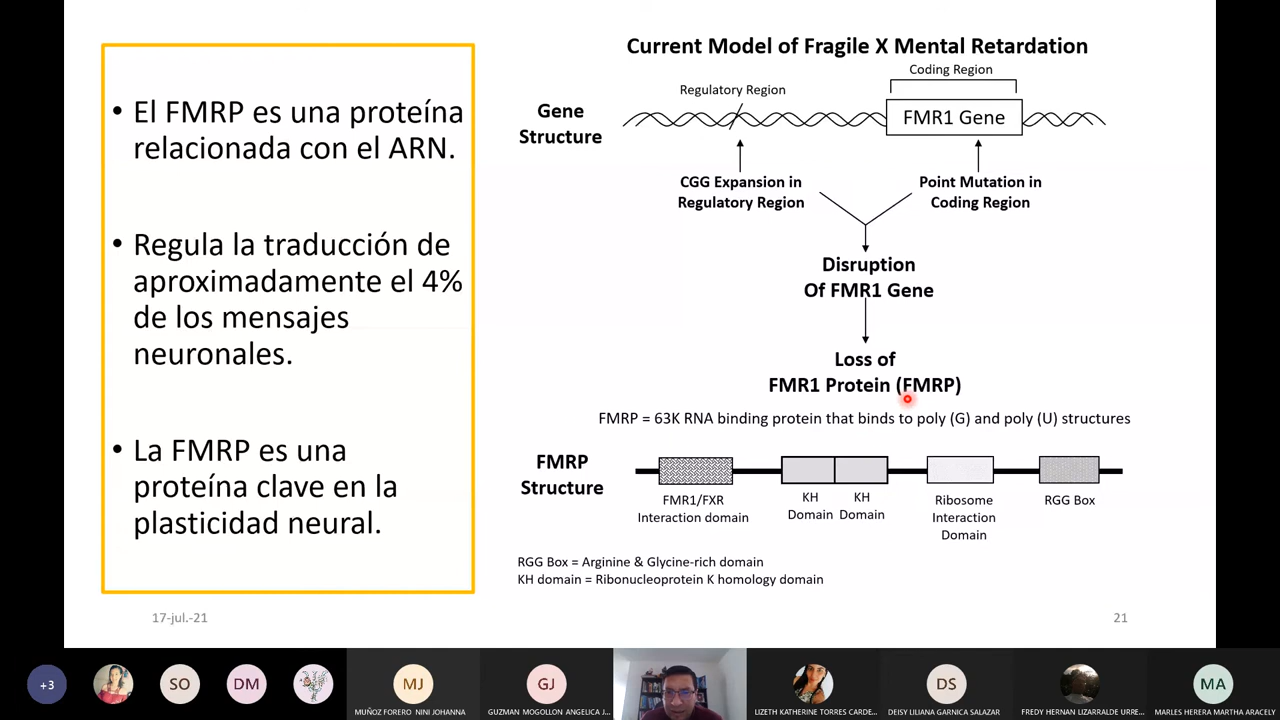 • El FMRP es una proteína
relacionada con el ARN.
• Regula la traducción de
aproximadamente el 4%
de los mensajes
neuronales.
• La FMRP es una
proteína clave en la
plasticidad neural.
Current Model of Fragile X Mental Retardation
Coding Region
Regulatory Region
Gene
Structure
FMR1 Gene
CGG Expansion in
Regulatory Region
Point Mutation in
Coding Region
Disruption
Of FMR1 Gene
Loss of
FMR1 Protein (FMRP)
FMRP = 63K RNA binding protein that binds to poly (G) and poly (U) structures
FMRP
Structure
FMR1/FXR
Interaction domain
KH
Domain
KH
Domain
Ribosome
Interaction
Domain
RGG Box
RGG Box = Arginine & Glycine-rich domain
KH domain = Ribonucleoprotein K homology domain
17-jul.-21
21
+3
SO
DM
MJ
MUÑOZ FORERO NINI JOHANNA
GJ
GUZMAN MOGOLLON ANGELICA J...
LIZETH KATHERINE TORRES CARDE...
DS
DEISY LILIANA GARNICA SALAZAR
FREDY HERNAN LIZARRALDE URRE...
MA
MARLES HERERA MARTHA ARACELY